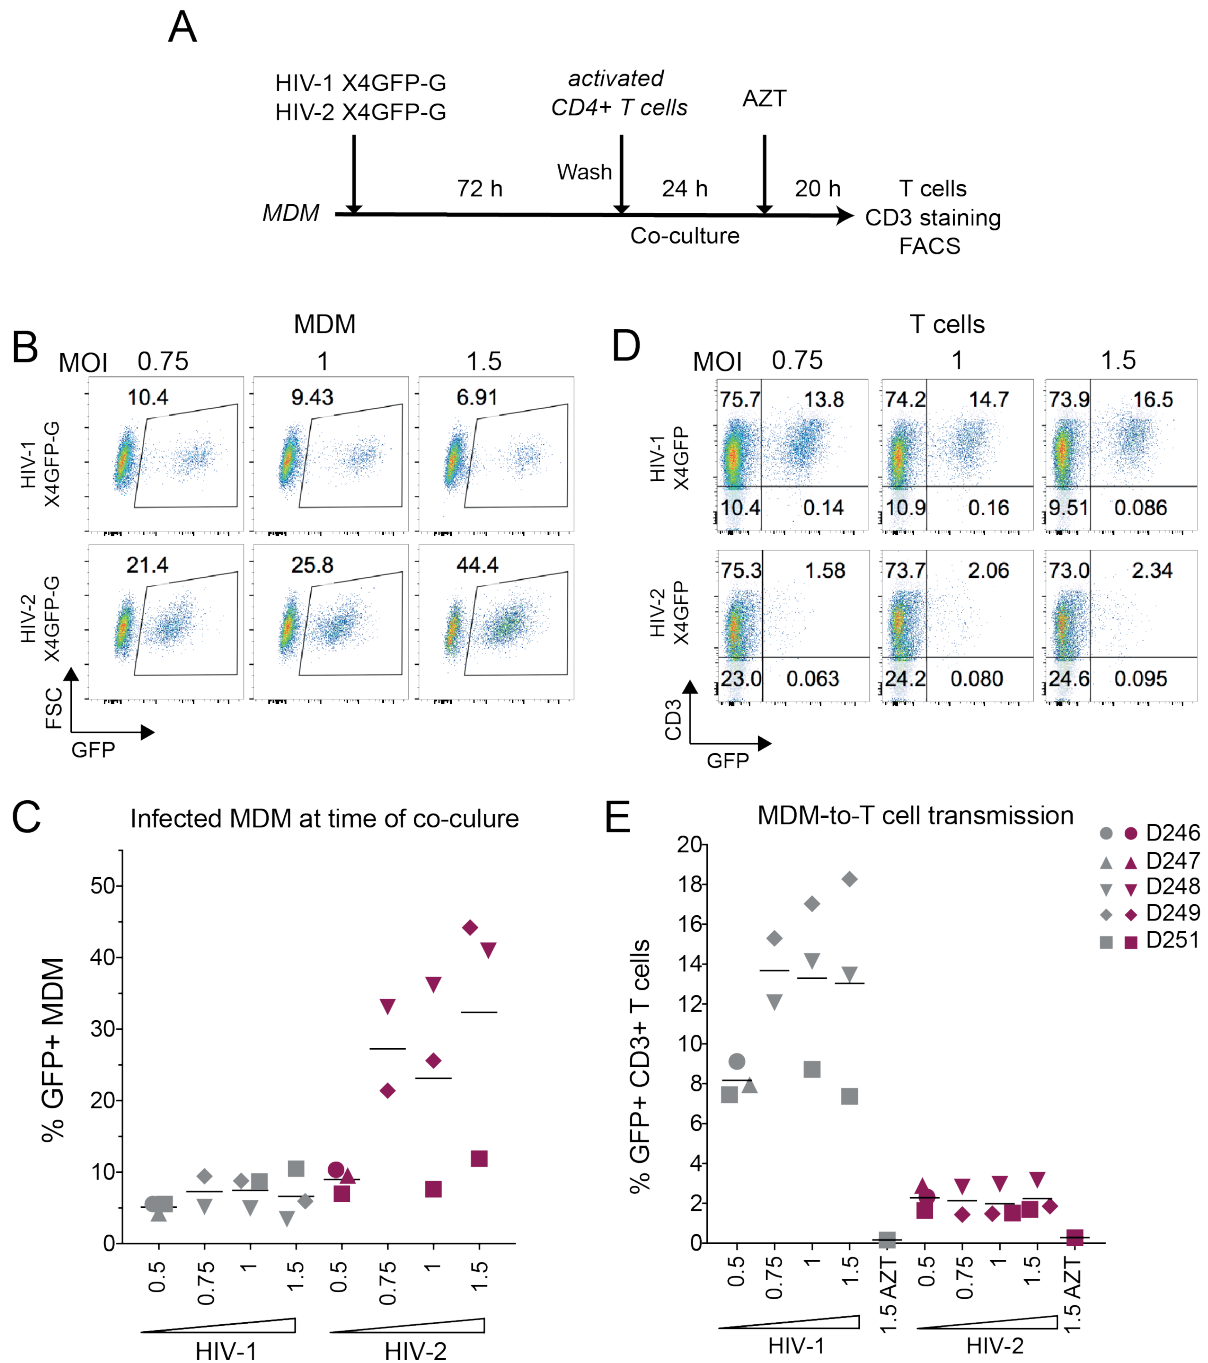 A
HIV-1 X4GFP-G
HIV-2 X4GFP-G
activated
CD4+ T cells
AZT
Wash
72 h
24 h
20 h
MDM
Co-culture
T cells
CD3 staining
FACS
B
MDM
MOI 0.75 1 1.5
HIV-1
X4GFP-G
10.4 9.43 6.91
HIV-2
X4GFP-G
21.4 25.8 44.4
FSC
GFP
D
T cells
MOI 0.75 1 1.5
HIV-1
X4GFP
75.7 13.8 74.2 14.7 73.9 16.5
10.4 0.14 10.9 0.16 9.51 0.086
HIV-2
X4GFP
75.3 1.58 73.7 2.06 73.0 2.34
23.0 0.063 24.2 0.080 24.6 0.095
CD3
GFP
C
Infected MDM at time of co-culure
% GFP+ MDM
50
40
30
20
10
0
0.5 0.75 1 1.5 0.5 0.75 1 1.5
HIV-1 HIV-2
E
MDM-to-T cell transmission
% GFP+ CD3+ T cells
20
18
16
14
12
10
8
6
4
2
0
0.5 0.75 1 1.5 1.5 AZT 0.5 0.75 1 1.5 1.5 AZT
HIV-1 HIV-2
D246
D247
D248
D249
D251